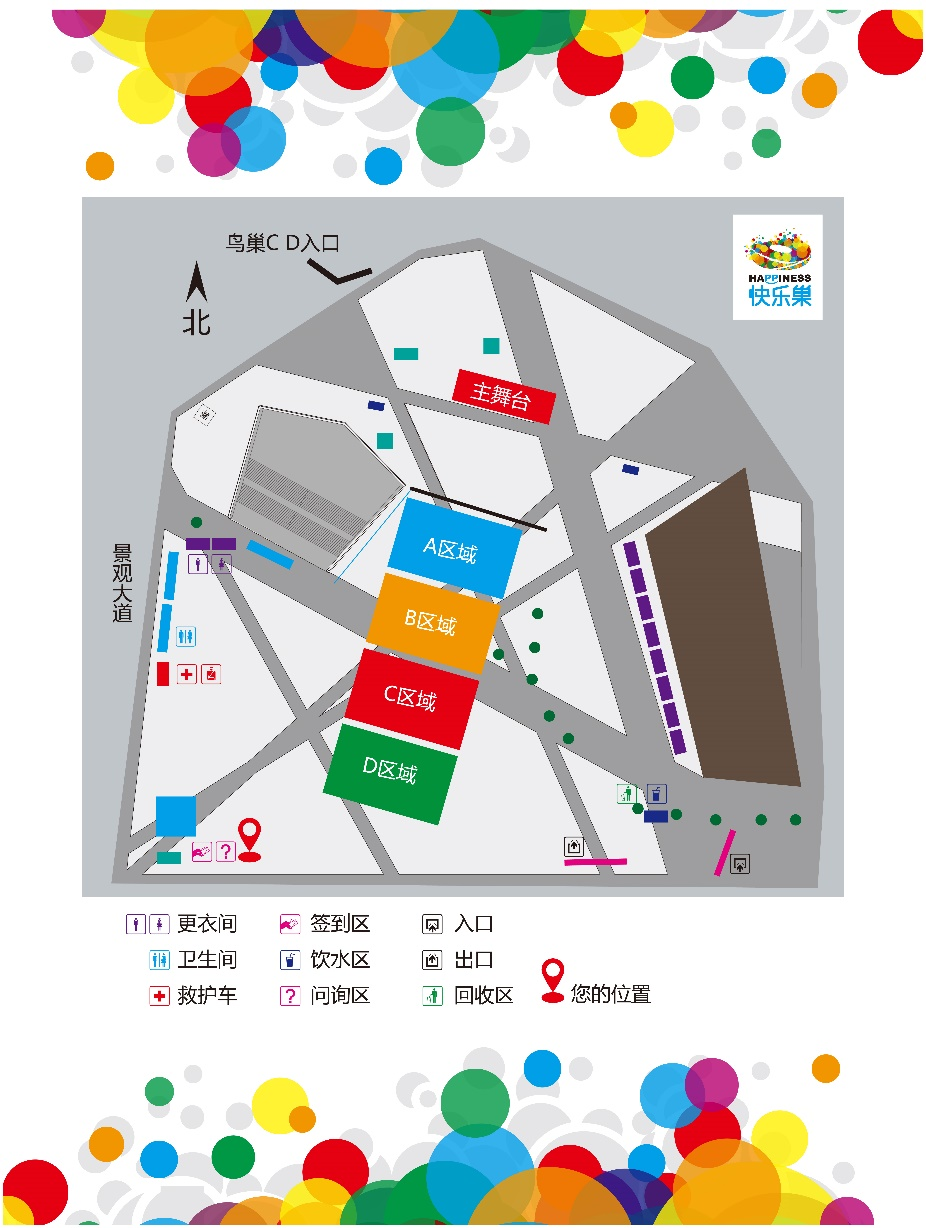 鸟巢C D入口
北
HAPPINESS
快乐巢
主舞台
A区域
景观大道
B区域
C区域
D区域
?
更衣间
签到区
入口
卫生间
饮水区
出口
救护车
?
问询区
回收区
您的位置